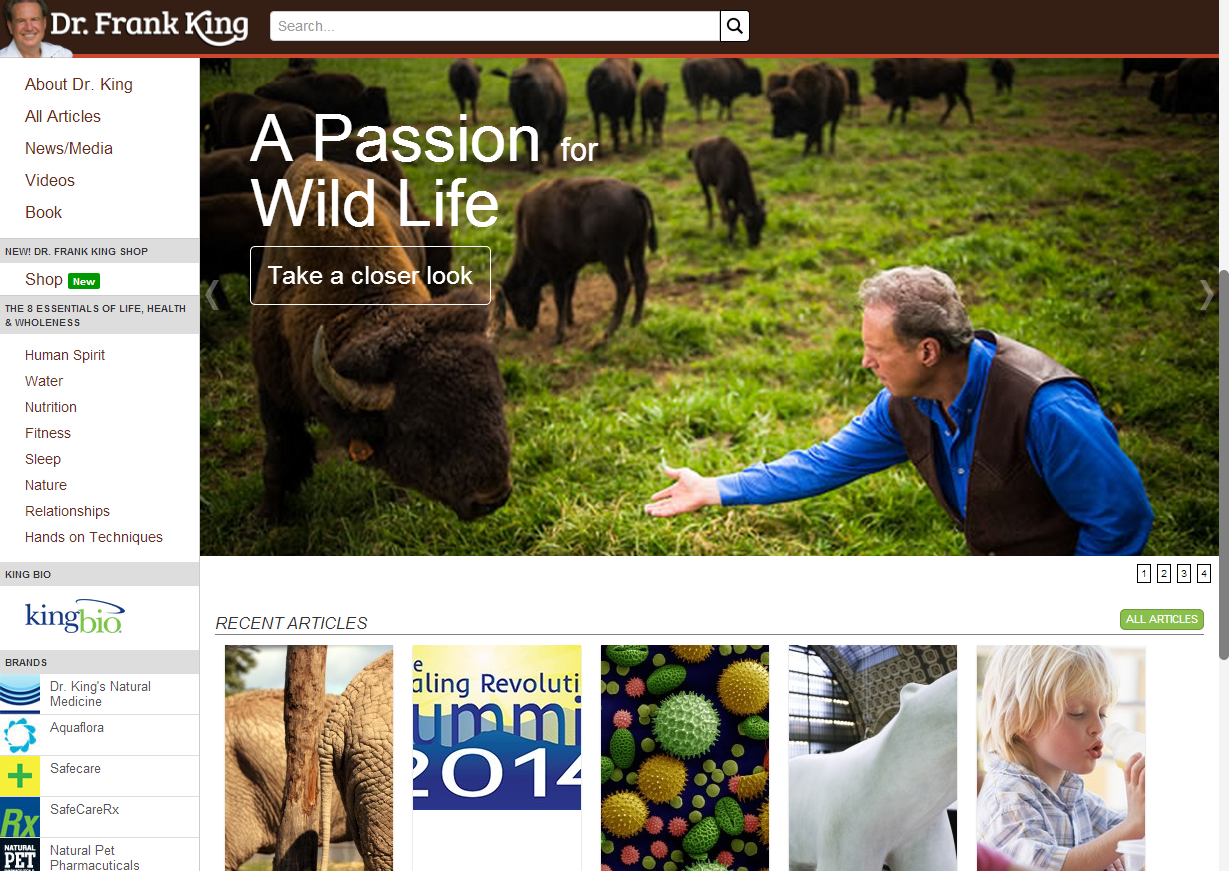 Dr. Frank King
Search...
About Dr. King
All Articles
News/Media
Videos
Book
NEW! DR. FRANK KING SHOP
Shop New
THE 8 ESSENTIALS OF LIFE, HEALTH
& WHOLENESS
Human Spirit
Water
Nutrition
Fitness
Sleep
Nature
Relationships
Hands on Techniques
KING BIO
kingbio
BRANDS
Dr. King's Natural
Medicine
Aquaflora
Safecare
Rx
SafeCareRx
NATURAL
PET
Natural Pet
Pharmaceuticals
A Passion for
Wild Life
Take a closer look
1 2 3 4
RECENT ARTICLES
ALL ARTICLES
e
aling Revoluti
ummi
2014